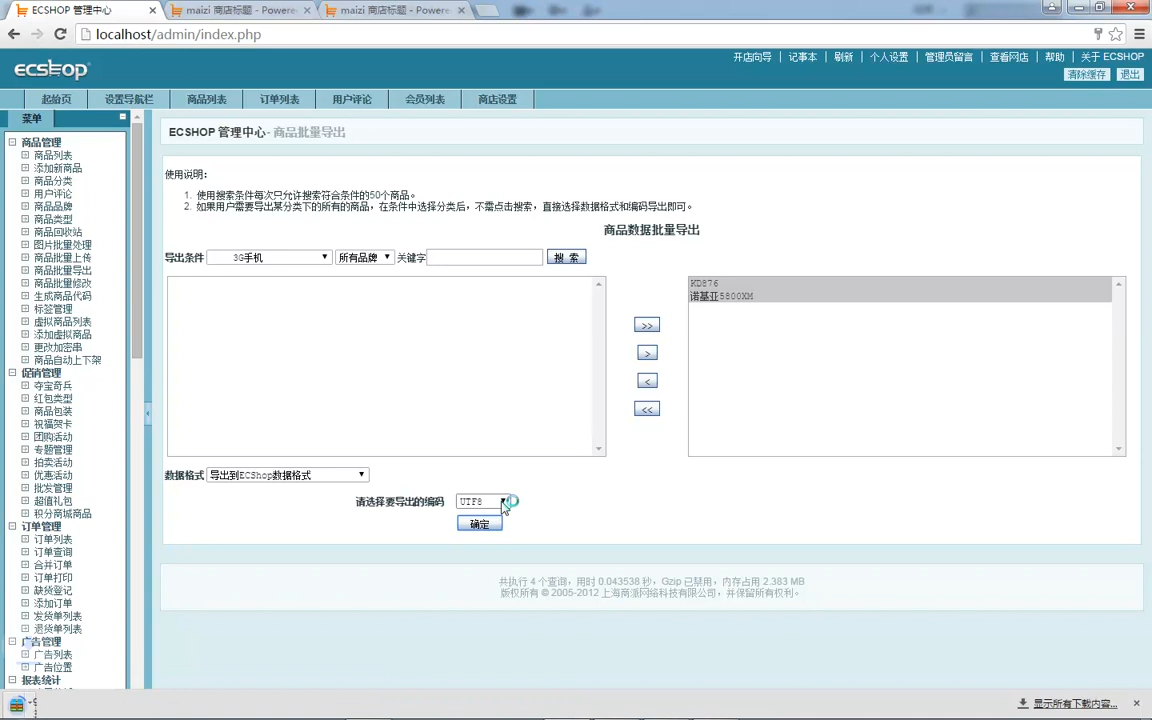 ECSHOP 管理中心
maizi 商店标题 - Powere
maizi 商店标题 - Powere
localhost/admin/index.php
ecshop
开店向导 | 记事本 | 刷新 | 个人设置 | 管理员留言 | 查看网店 | 帮助 | 关于 ECSHOP
清除缓存 退出
起始页 设置导航栏 商品列表 订单列表 用户评论 会员列表 商店设置
菜单
商品管理
商品列表
添加新商品
商品分类
用户评论
商品品牌
商品类型
商品回收站
图片批量处理
商品批量上传
商品批量导出
商品批量修改
生成商品代码
标签管理
虚拟商品列表
添加虚拟商品
更改加密串
商品自动上下架
促销管理
夺宝奇兵
红包类型
商品包装
祝福贺卡
团购活动
专题管理
拍卖活动
优惠活动
批发管理
超值礼包
积分商城商品
订单管理
订单列表
订单查询
合并订单
订单打印
缺货登记
添加订单
发货单列表
退货单列表
广告管理
广告列表
广告位置
报表统计
ECSHOP 管理中心 - 商品批量导出
使用说明:
1. 使用搜索条件每次只允许搜索符合条件的50个商品。
2. 如果用户需要导出某分类下的所有的商品，在条件中选择分类后，不需点击搜索，直接选择数据格式和编码导出即可。
商品数据批量导出
导出条件 3G手机 所有品牌 关键字 搜 索
KD876
诺基亚5800XM
>>
>
<
<<
数据格式 导出到ECShop数据格式
请选择要导出的编码 UTF8
确定
共执行 4 个查询，用时 0.043538 秒，Gzip 已禁用，内存占用 2.383 MB
版权所有 © 2005-2012 上海商派网络科技有限公司，并保留所有权利。
显示所有下载内容...